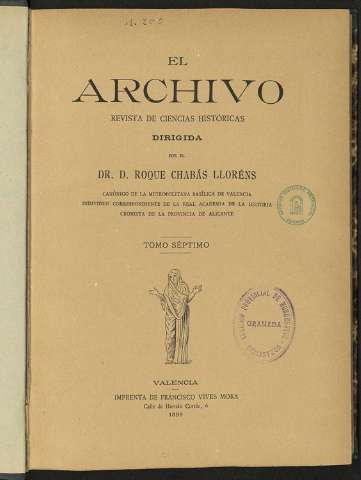 EL
ARCHIVO
REVISTA DE CIENCIAS HISTÓRICAS
DIRIGIDA
POR EL
DR. D. ROQUE CHABÁS LLORÉNS
CANÓNIGO DE LA METROPOLITANA BASÍLICA DE VALENCIA
INDIVIDUO CORRESPONDIENTE DE LA REAL ACADEMIA DE LA HISTORIA
CRONISTA DE LA PROVINCIA DE ALICANTE
TOMO SÉPTIMO
GRANADA
VALENCIA
IMPRENTA DE FRANCISCO VIVES MORA
Calle de Hernán Cortés, 6